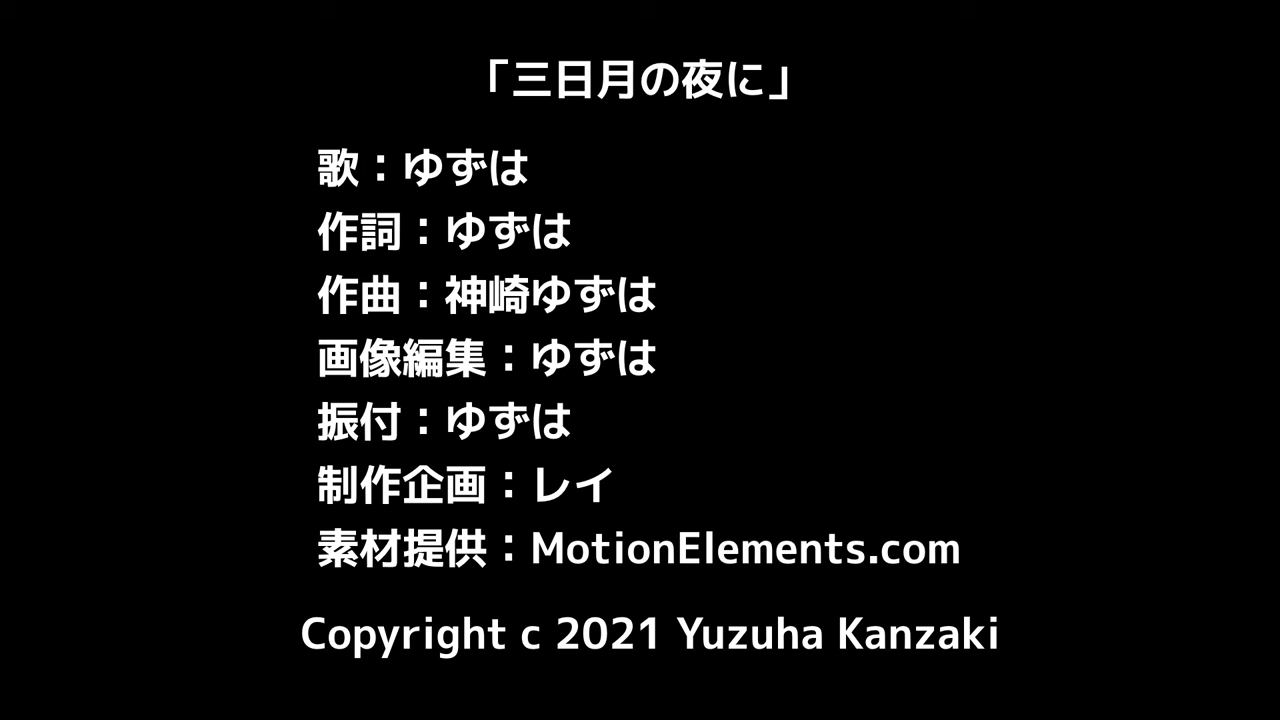 「三日月の夜に」
歌：ゆずは
作詞：ゆずは
作曲：神崎ゆずは
画像編集：ゆずは
振付：ゆずは
制作企画：レイ
素材提供：MotionElements.com
Copyright c 2021 Yuzuha Kanzaki